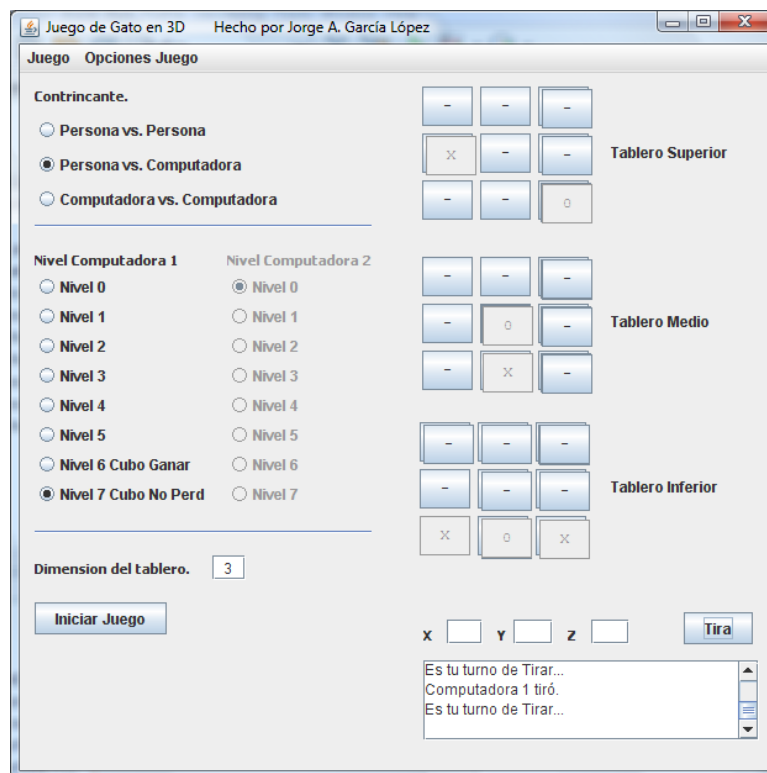 Juego de Gato en 3D Hecho por Jorge A. García López
Juego Opciones Juego
Contrincante.
Persona vs. Persona
Persona vs. Computadora
Computadora vs. Computadora
Nivel Computadora 1 Nivel Computadora 2
Nivel 0 Nivel 0
Nivel 1 Nivel 1
Nivel 2 Nivel 2
Nivel 3 Nivel 3
Nivel 4 Nivel 4
Nivel 5 Nivel 5
Nivel 6 Cubo Ganar Nivel 6
Nivel 7 Cubo No Perd Nivel 7
Dimension del tablero. 3
Iniciar Juego
- - -
X - - Tablero Superior
- - O
- - -
- O - Tablero Medio
- X -
- - -
- - - Tablero Inferior
X O X
X Y Z Tira
Es tu turno de Tirar...
Computadora 1 tiró.
Es tu turno de Tirar...